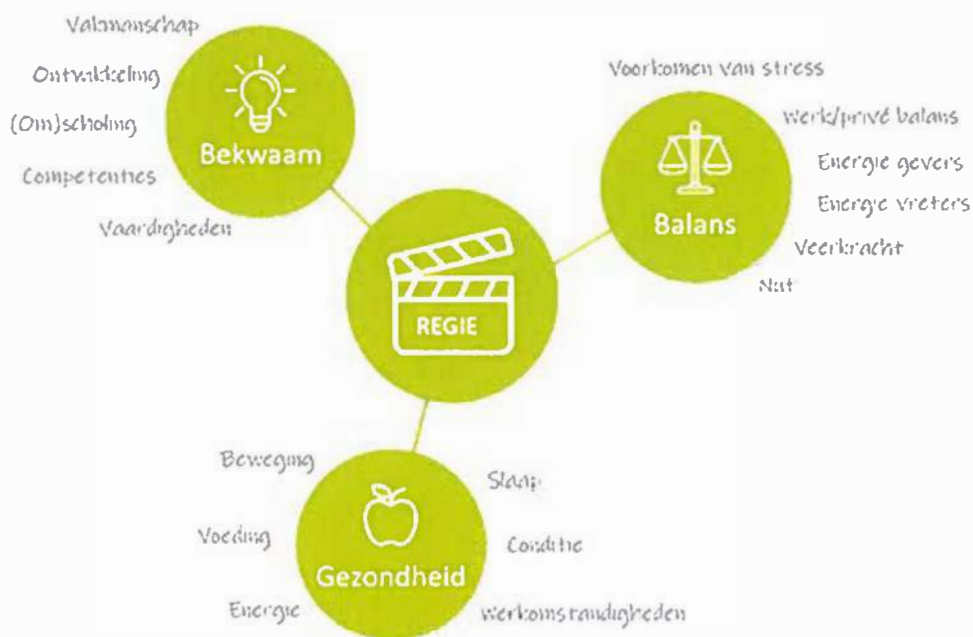 Vakmanschap
Ontwikkeling
(Om)scholing
Competenties
Vaardigheden
Bekwaam
Voorkomen van stress
Werk/privé balans
Energie gevers
Energie vreters
Veerkracht
Nut
Balans
REGIE
Beweging
Voeding
Energie
Gezondheid
Slaap
Conditie
Werkomstandigheden